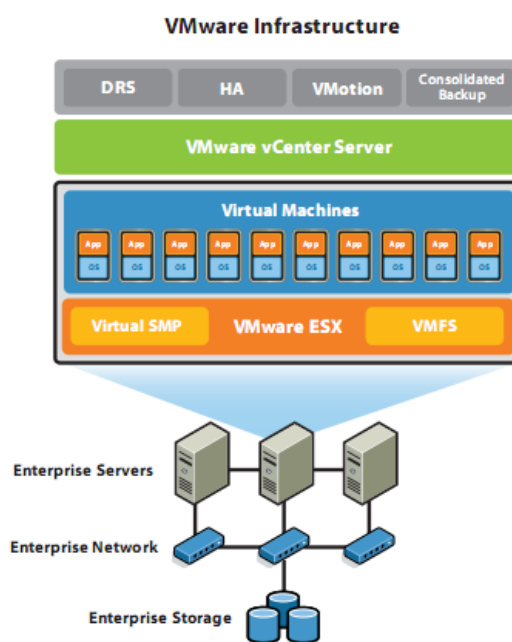 VMware Infrastructure
DRS
HA
VMotion
Consolidated
Backup
VMware vCenter Server
Virtual Machines
App App App App App App App App App App
OS OS OS OS OS OS OS OS OS OS
Virtual SMP
VMware ESX
VMFS
Enterprise Servers
Enterprise Network
Enterprise Storage